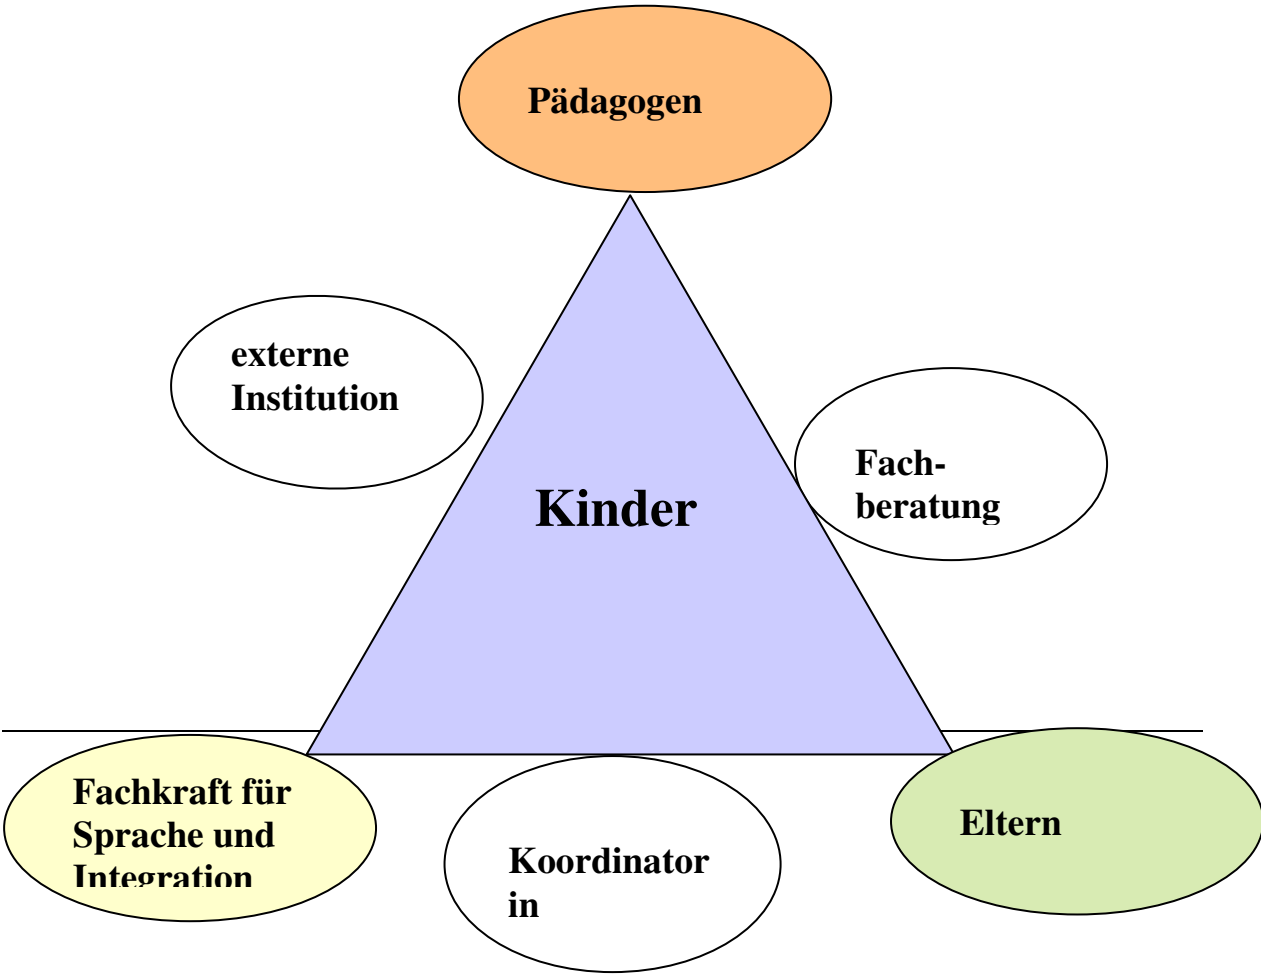 Pädagogen
externe
Institution
Fach-
beratung
Kinder
Fachkraft für
Sprache und
Integration
Koordinator
in
Eltern